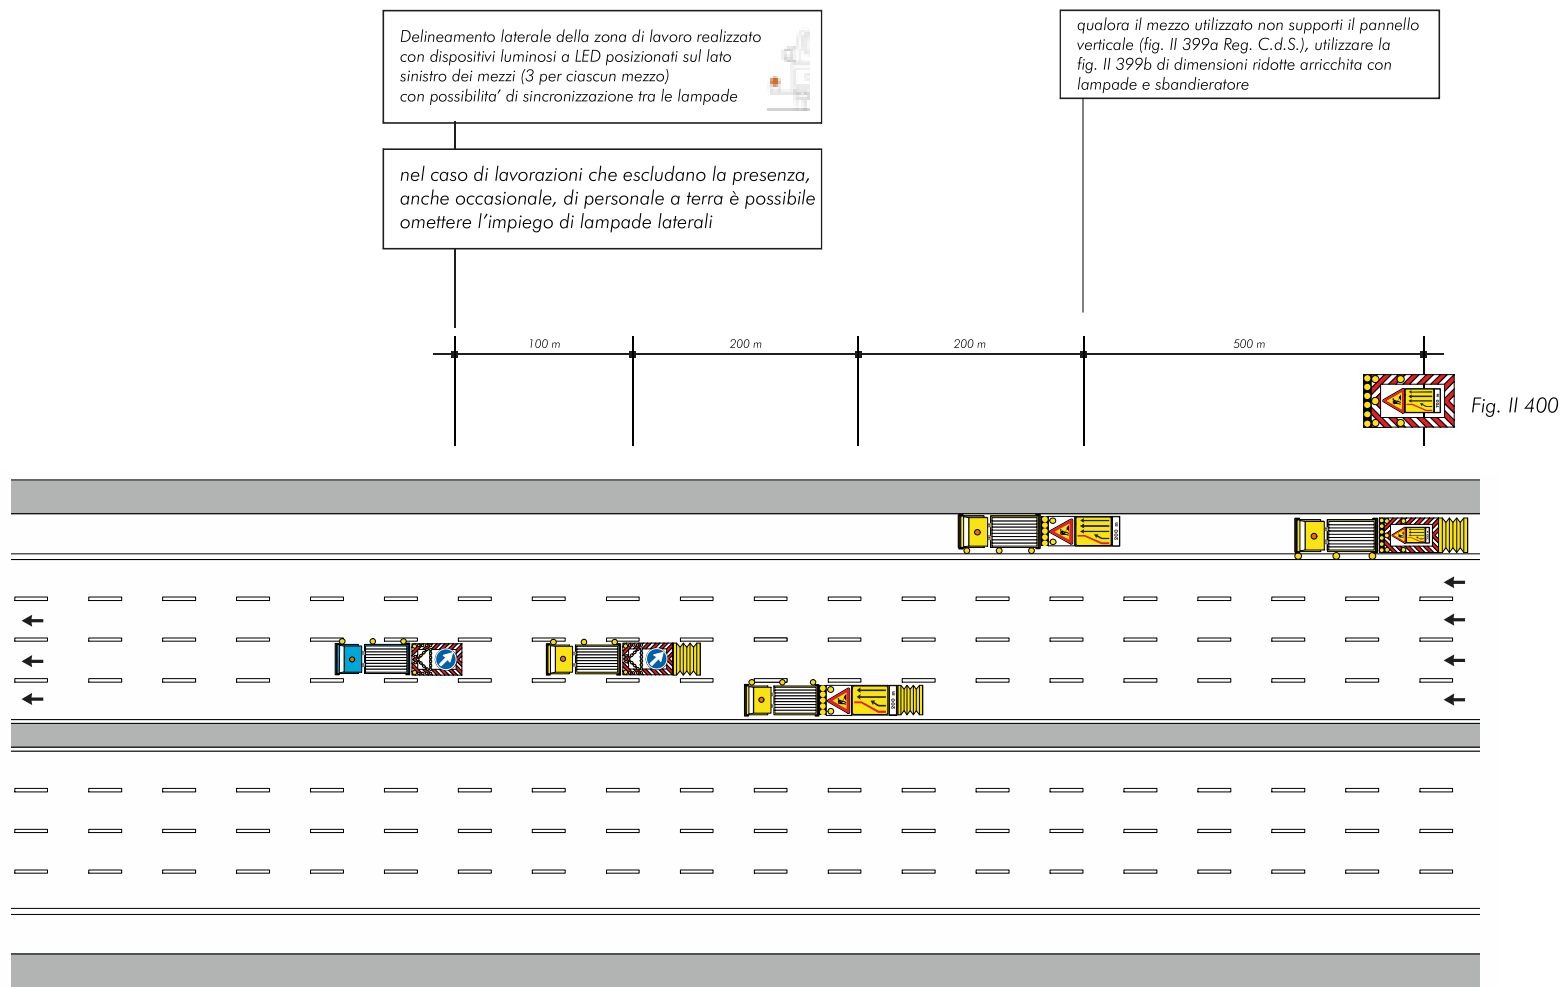 Delineamento laterale della zona di lavoro realizzato
con dispositivi luminosi a LED posizionati sul lato
sinistro dei mezzi (3 per ciascun mezzo)
con possibilita’ di sincronizzazione tra le lampade
nel caso di lavorazioni che escludano la presenza,
anche occasionale, di personale a terra è possibile
omettere l’impiego di lampade laterali
qualora il mezzo utilizzato non supporti il pannello
verticale (fig. II 399a Reg. C.d.S.), utilizzare la
fig. II 399b di dimensioni ridotte arricchita con
lampade e sbandieratore
100 m
200 m
200 m
500 m
700 m
Fig. II 400
200 m
200 m